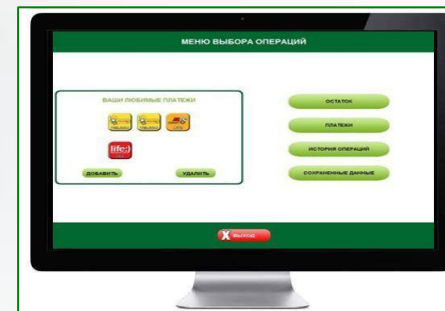 МЕНЮ ВЫБОРА ОПЕРАЦИЙ
ВАШИ ЛЮБИМЫЕ ПЛАТЕЖИ
life:)
ДОБАВИТЬ
УДАЛИТЬ
ОСТАТОК
ПЛАТЕЖИ
ИСТОРИЯ ОПЕРАЦИЙ
СОХРАНЕННЫЕ ДАННЫЕ
X ВЫХОД